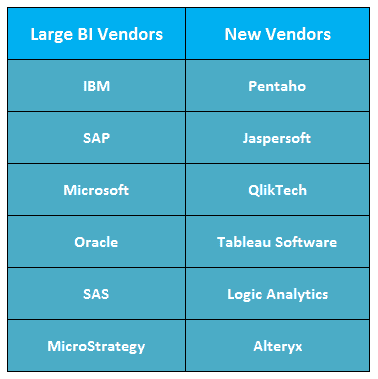 Large BI Vendors New Vendors
IBM Pentaho
SAP Jaspersoft
Microsoft QlikTech
Oracle Tableau Software
SAS Logic Analytics
MicroStrategy Alteryx